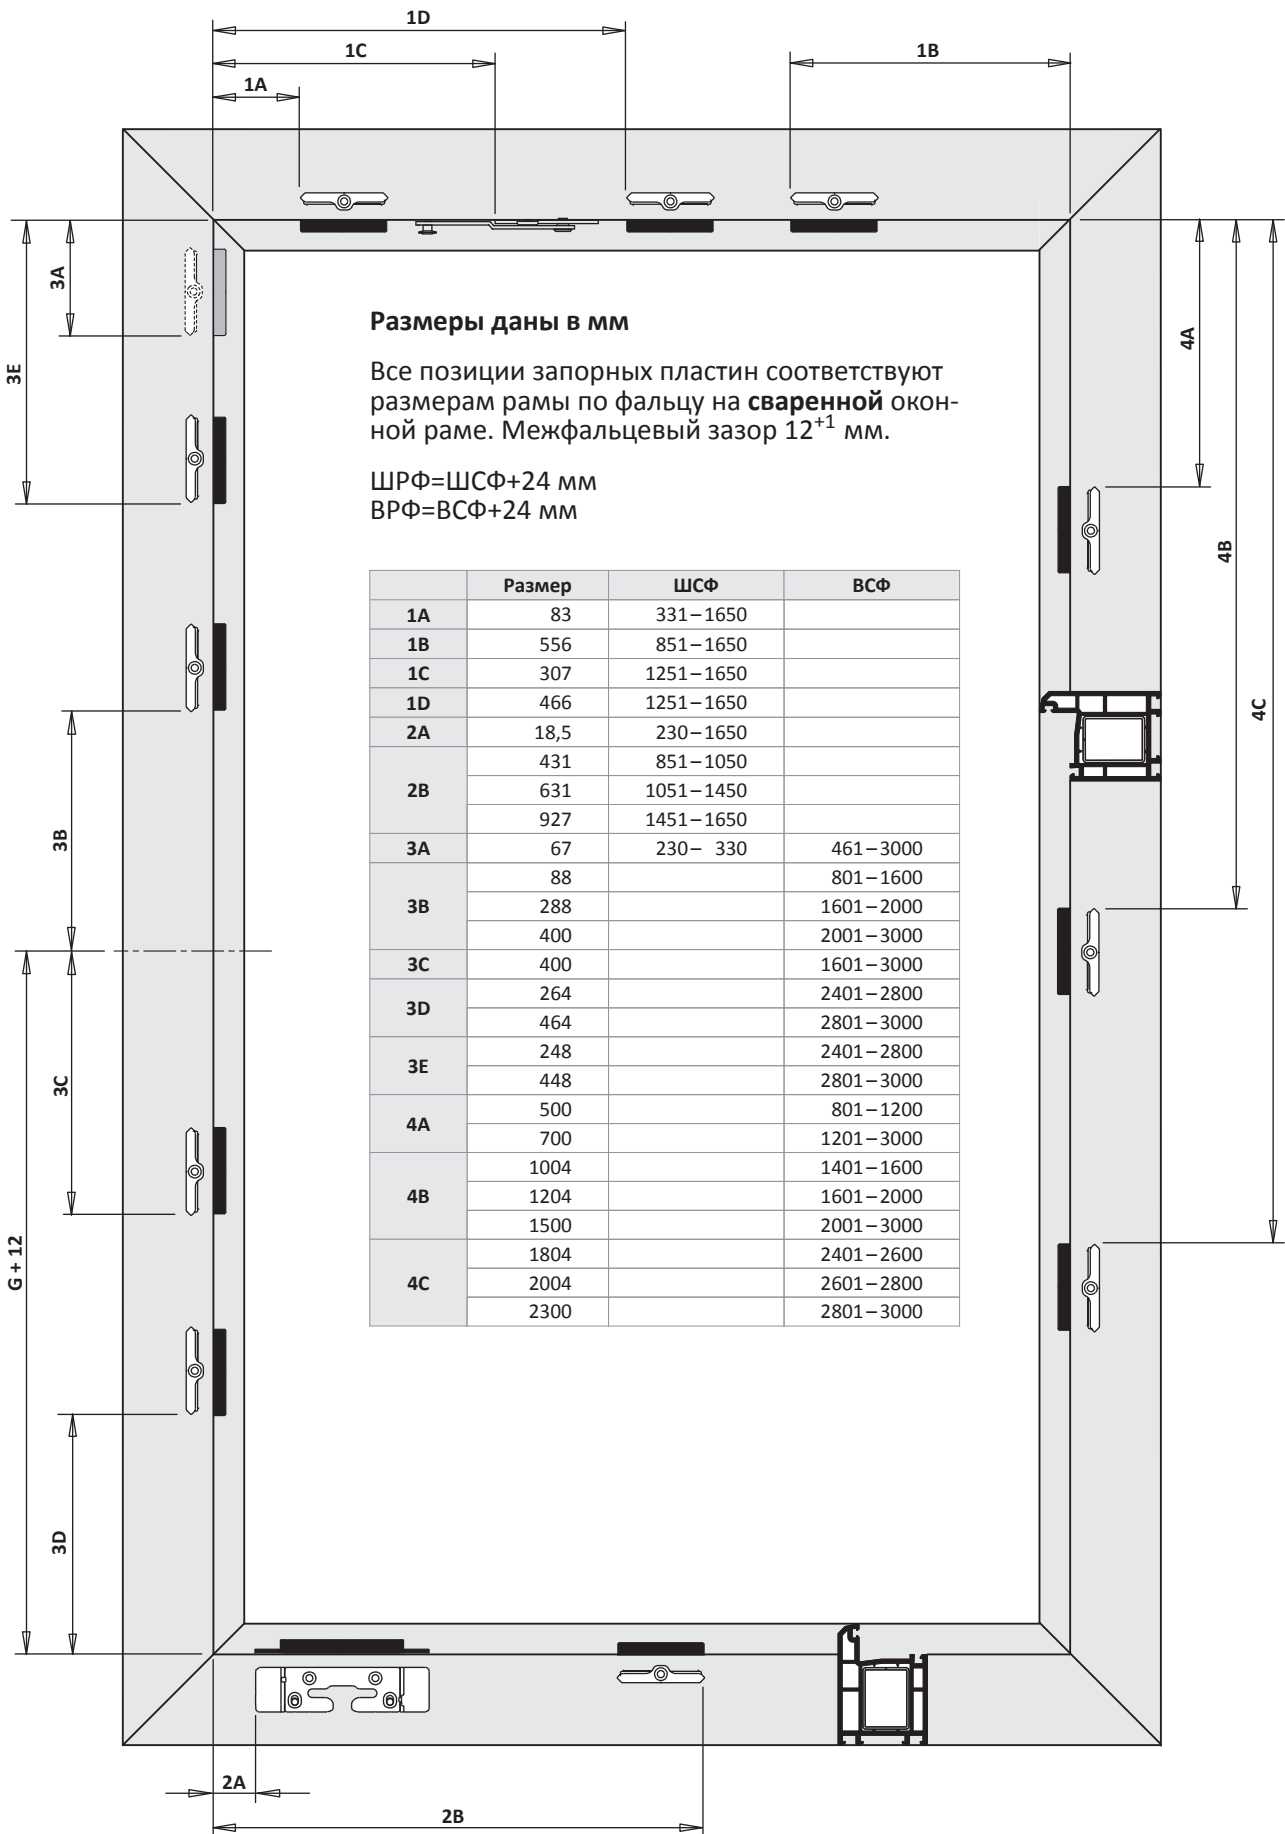 1D
1C
1B
1A
3A
3E
4A
4B
4C
Размеры даны в мм
Все позиции запорных пластин соответствуют
размерам рамы по фальцу на сваренной окон-
ной раме. Межфальцевый зазор 12+1 мм.
ШРФ=ШСФ+24 мм
ВРФ=ВСФ+24 мм
Размер ШСФ ВСФ
1A 83 331–1650
1B 556 851–1650
1C 307 1251–1650
1D 466 1251–1650
2A 18,5 230–1650
431 851–1050
2B 631 1051–1450
927 1451–1650
3A 67 230– 330 461–3000
88 801–1600
3B 288 1601–2000
400 2001–3000
3C 400 1601–3000
3D 264 2401–2800
464 2801–3000
3E 248 2401–2800
448 2801–3000
4A 500 801–1200
700 1201–3000
1004 1401–1600
4B 1204 1601–2000
1500 2001–3000
1804 2401–2600
4C 2004 2601–2800
2300 2801–3000
3B
3C
G + 12
3D
2A
2B